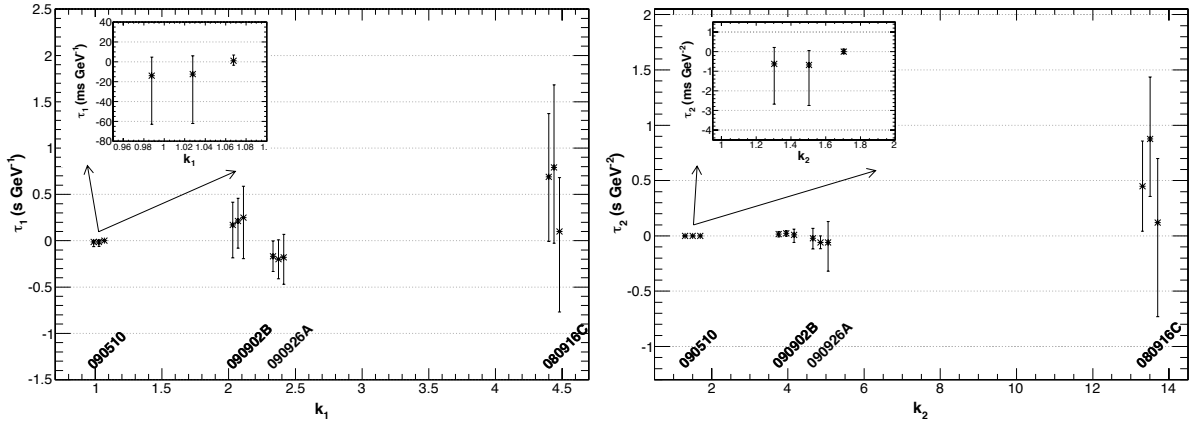 2.5
2
1.5
1
0.5
0
-0.5
-1
-1.5
τ1 (s GeV-1)
40
20
0
-20
-40
-60
-80
τ1 (ms GeV-1)
0.96 0.98 1 1.02 1.04 1.06 1.08 1.
k1
090510
090902B
090926A
080916C
1 1.5 2 2.5 3 3.5 4 4.5
k1
2
1.5
1
0.5
0
-0.5
-1
τ2 (s GeV-2)
1
0
-1
-2
-3
-4
τ2 (ms GeV-2)
1 1.2 1.4 1.6 1.8 2
k2
090510
090902B
090926A
080916C
2 4 6 8 10 12 14
k2